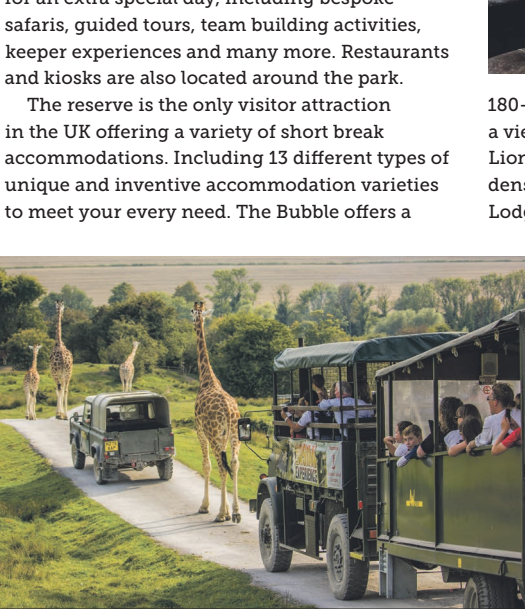 for an extra special day, including bespoke
safaris, guided tours, team building activities,
keeper experiences and many more. Restaurants
and kiosks are also located around the park.
The reserve is the only visitor attraction
in the UK offering a variety of short break
accommodations. Including 13 different types of
unique and inventive accommodation varieties
to meet your every need. The Bubble offers a
180-
a vie
Lion
dens
Lodg
EXPERIENCE